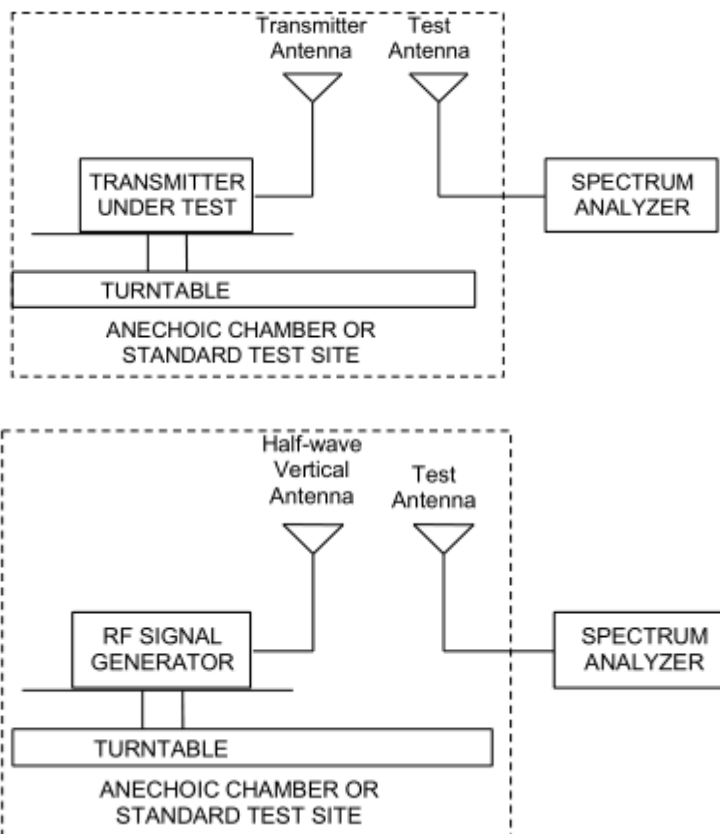 Transmitter
Antenna
Test
Antenna
TRANSMITTER
UNDER TEST
SPECTRUM
ANALYZER
TURNTABLE
ANECHOIC CHAMBER OR
STANDARD TEST SITE
Half-wave
Vertical
Antenna
Test
Antenna
RF SIGNAL
GENERATOR
SPECTRUM
ANALYZER
TURNTABLE
ANECHOIC CHAMBER OR
STANDARD TEST SITE